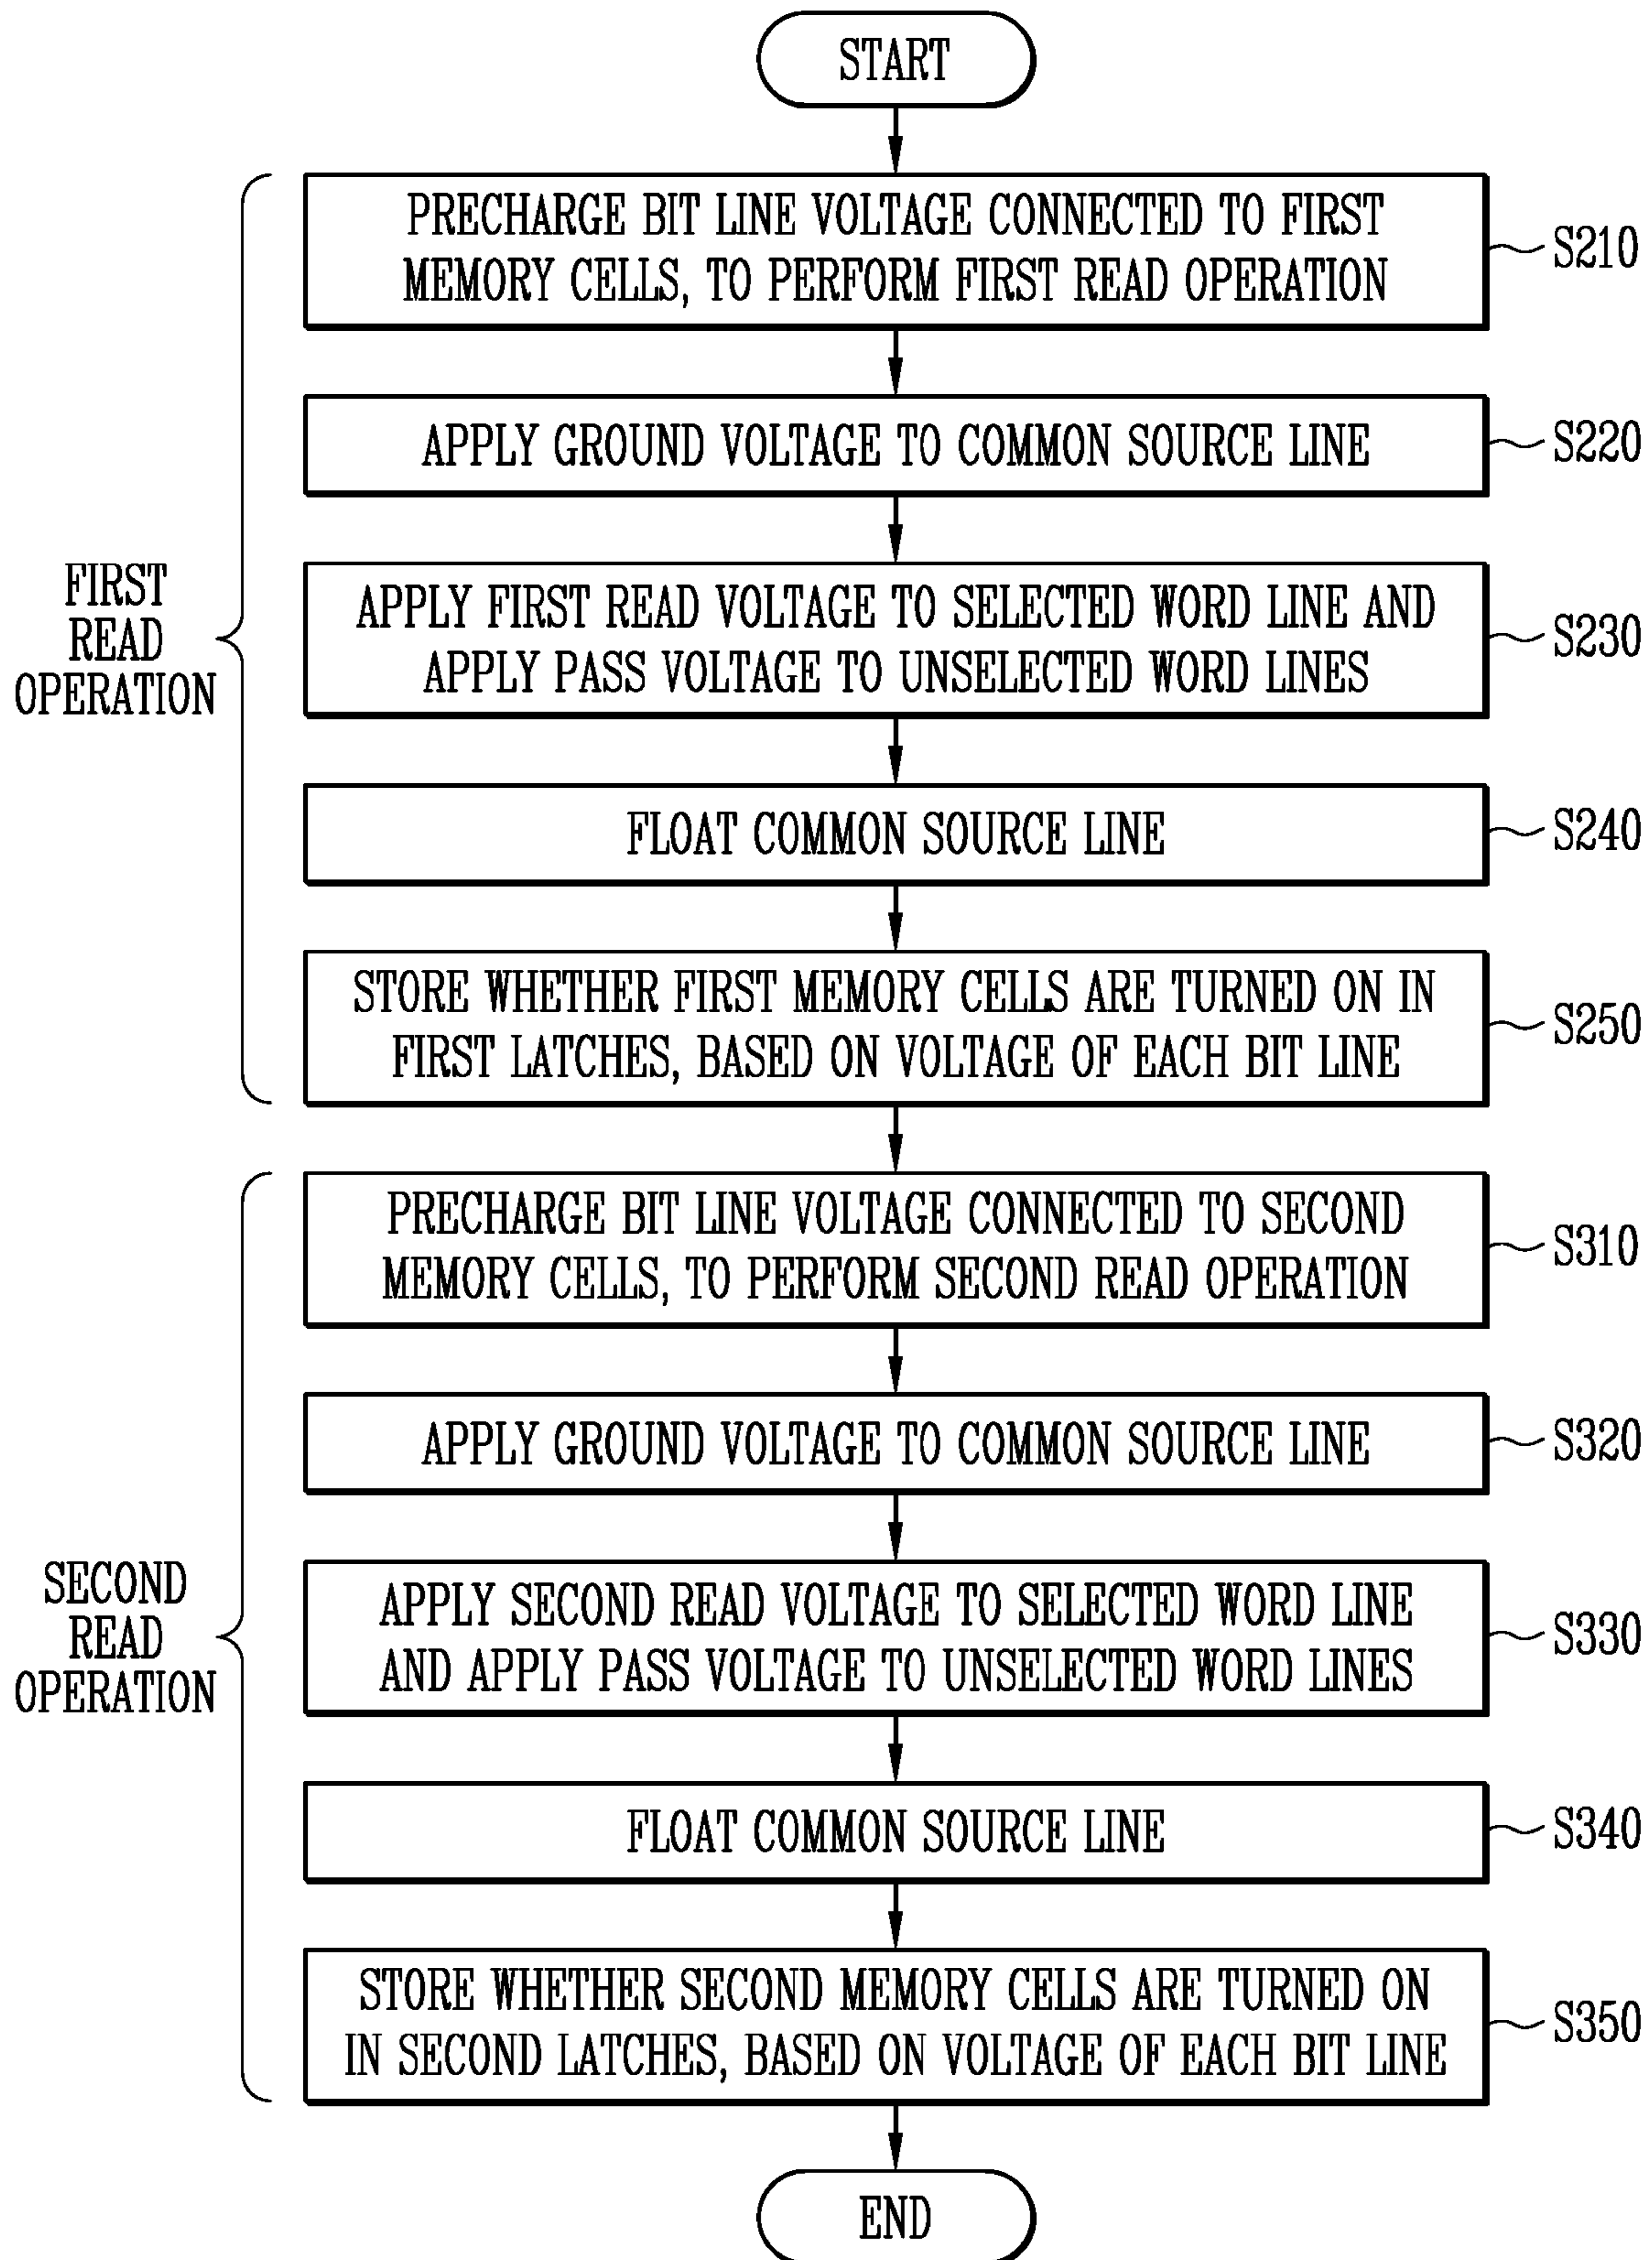 START
PRECHARGE BIT LINE VOLTAGE CONNECTED TO FIRST
MEMORY CELLS, TO PERFORM FIRST READ OPERATION
S210
APPLY GROUND VOLTAGE TO COMMON SOURCE LINE
S220
FIRST
READ
OPERATION
APPLY FIRST READ VOLTAGE TO SELECTED WORD LINE AND
APPLY PASS VOLTAGE TO UNSELECTED WORD LINES
S230
FLOAT COMMON SOURCE LINE
S240
STORE WHETHER FIRST MEMORY CELLS ARE TURNED ON IN
FIRST LATCHES, BASED ON VOLTAGE OF EACH BIT LINE
S250
PRECHARGE BIT LINE VOLTAGE CONNECTED TO SECOND
MEMORY CELLS, TO PERFORM SECOND READ OPERATION
S310
APPLY GROUND VOLTAGE TO COMMON SOURCE LINE
S320
SECOND
READ
OPERATION
APPLY SECOND READ VOLTAGE TO SELECTED WORD LINE
AND APPLY PASS VOLTAGE TO UNSELECTED WORD LINES
S330
FLOAT COMMON SOURCE LINE
S340
STORE WHETHER SECOND MEMORY CELLS ARE TURNED ON
IN SECOND LATCHES, BASED ON VOLTAGE OF EACH BIT LINE
S350
END